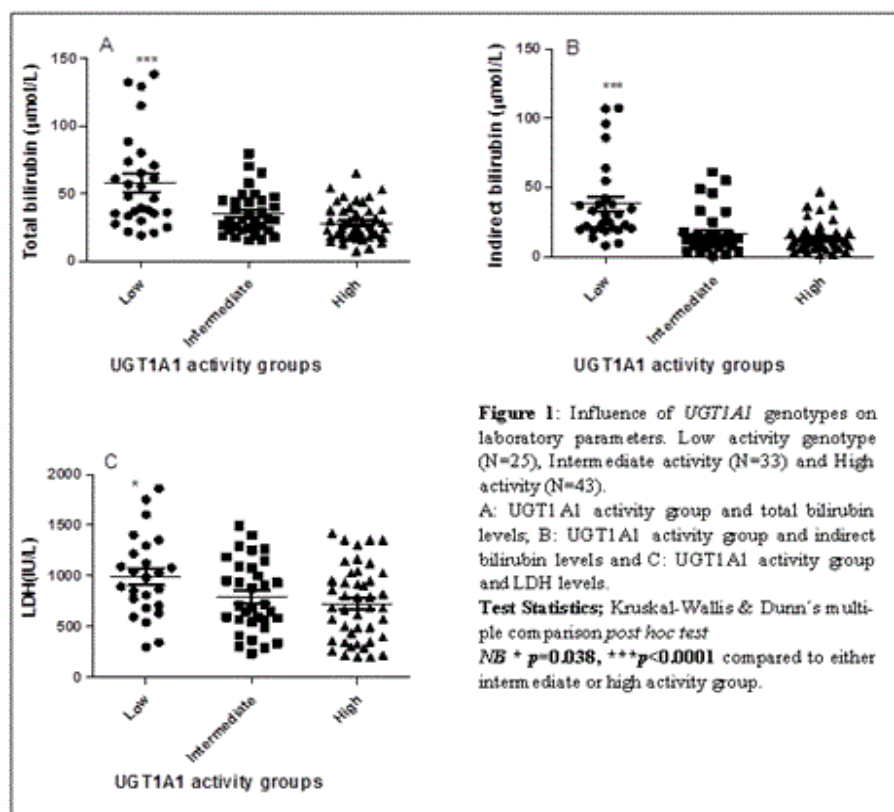 A
***
Total bilirubin (µmol/L)
150
100
50
0
Low
Intermediate
High
UGT1A1 activity groups
B
***
Indirect bilirubin (µmol/L)
150
100
50
0
Low
Intermediate
High
UGT1A1 activity groups
C
*
LDH(IU/L)
2000
1500
1000
500
0
Low
Intermediate
High
UGT1A1 activity groups
Figure 1: Influence of UGT1A1 genotypes on
laboratory parameters. Low activity genotype
(N=25), Intermediate activity (N=33) and High
activity (N=43).
A: UGT1A1 activity group and total bilirubin
levels; B: UGT1A1 activity group and indirect
bilirubin levels and C: UGT1A1 activity group
and LDH levels.
Test Statistics; Kruskal-Wallis & Dunn´s multi-
ple comparison post hoc test
NB * p=0.038, ***p<0.0001 compared to either
intermediate or high activity group.